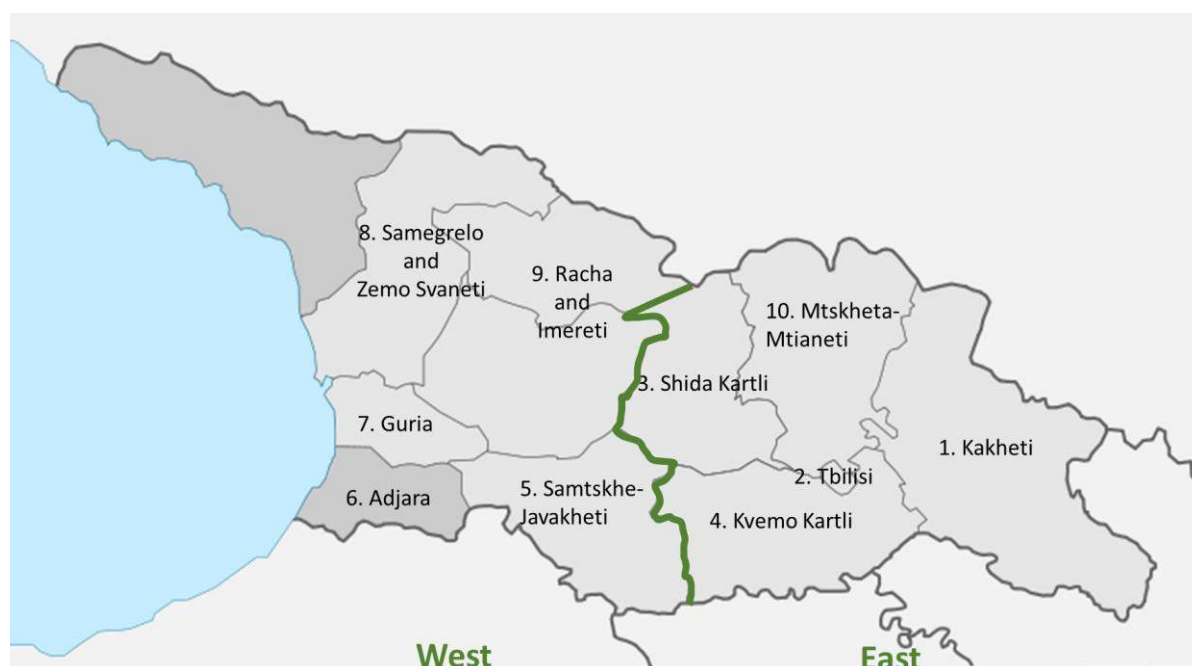 8. Samegrelo
and
Zemo Svaneti
9. Racha
and
Imereti
10. Mtskheta-
Mtianeti
3. Shida Kartli
1. Kakheti
7. Guria
2. Tbilisi
6. Adjara
5. Samtskhe-
Javakheti
4. Kvemo Kartli
West
East